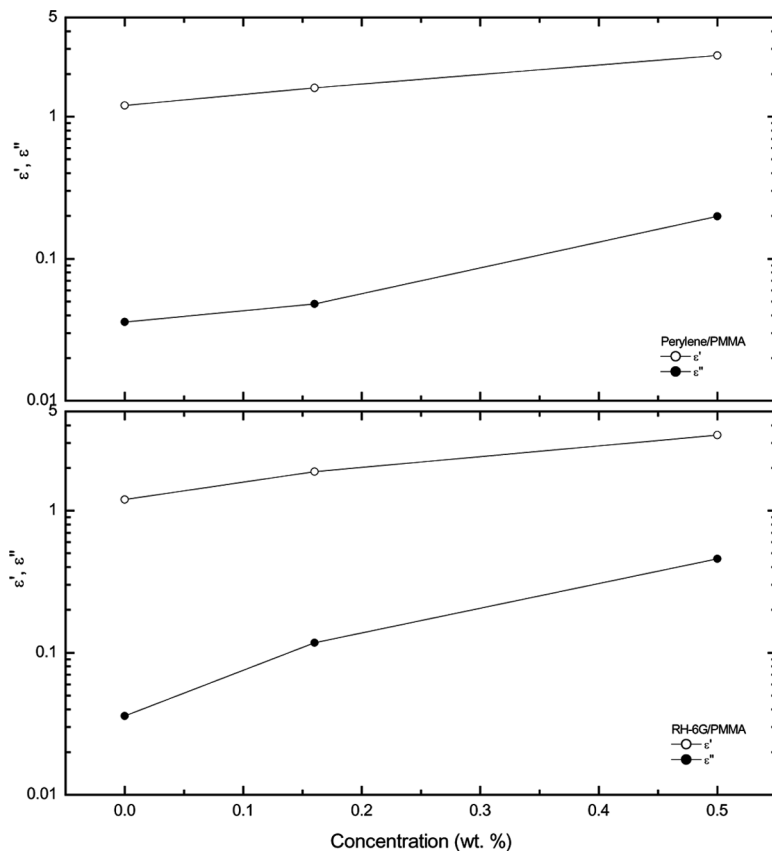 5
1
0.1
0.01
ε', ε"
Perylene/PMMA
ε'
ε"
5
1
0.1
0.01
ε', ε"
RH-6G/PMMA
ε'
ε"
0.0 0.1 0.2 0.3 0.4 0.5
Concentration (wt. %)